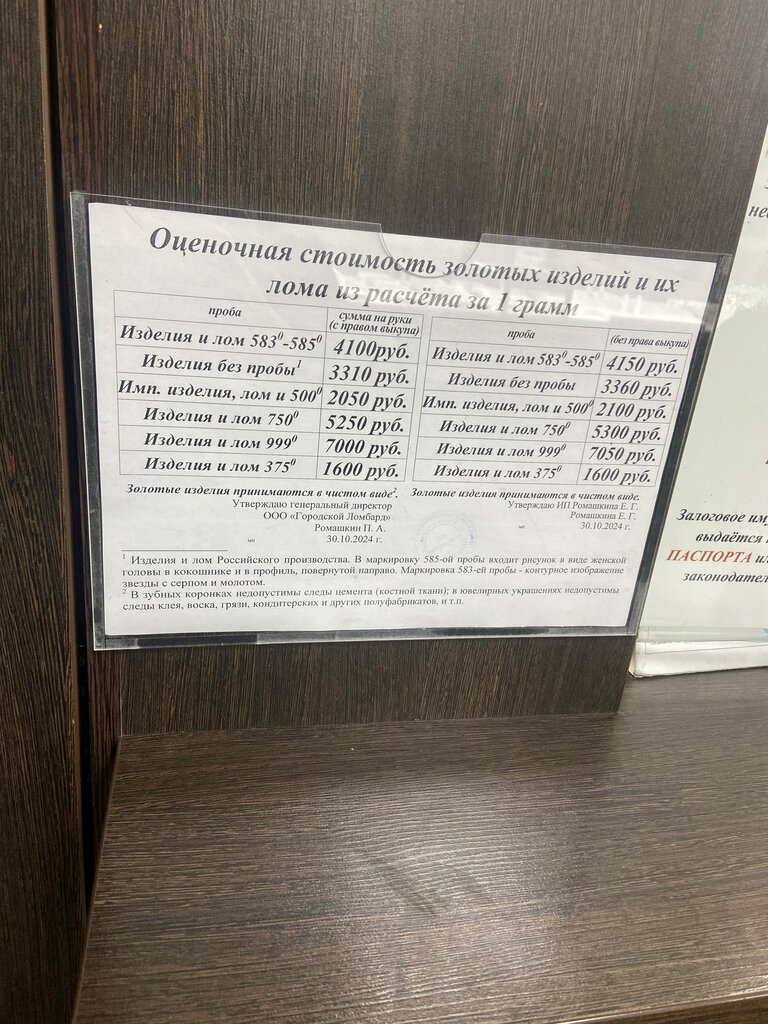 Оценочная стоимость золотых изделий и их
лома из расчёта за 1 грамм
проба
сумма на руки
(с правом выкупа)
Изделия и лом 583⁰-585⁰ 4100руб.
Изделия без пробы¹ 3310 руб.
Имп. изделия, лом и 500⁰ 2050 руб.
Изделия и лом 750⁰ 5250 руб.
Изделия и лом 999⁰ 7000 руб.
Изделия и лом 375⁰ 1600 руб.
проба (без права выкупа)
Изделия и лом 583⁰-585⁰ 4150 руб.
Изделия без пробы 3360 руб.
Имп. изделия, лом и 500⁰ 2100 руб.
Изделия и лом 750⁰ 5300 руб.
Изделия и лом 999⁰ 7050 руб.
Изделия и лом 375⁰ 1600 руб.
Золотые изделия принимаются в чистом виде².
Утверждаю генеральный директор
ООО «Городской Ломбард»
Ромашкин П. А.
мп 30.10.2024 г.
Золотые изделия принимаются в чистом виде.
Утверждаю ИП Ромашкина Е. Г.
Ромашкина Е. Г.
мп 30.10.2024 г.
¹ Изделия и лом Российского производства. В маркировку 585-ой пробы входит рисунок в виде женской
головы в кокошнике и в профиль, повернутой направо. Маркировка 583-ей пробы - контурное изображение
звезды с серпом и молотом.
² В зубных коронках недопустимы следы цемента (костной ткани); в ювелирных украшениях недопустимы
следы клея, воска, грязи, кондитерских и других полуфабрикатов, и т.п.
Залоговое
выдаётся
ПАСПОРТА